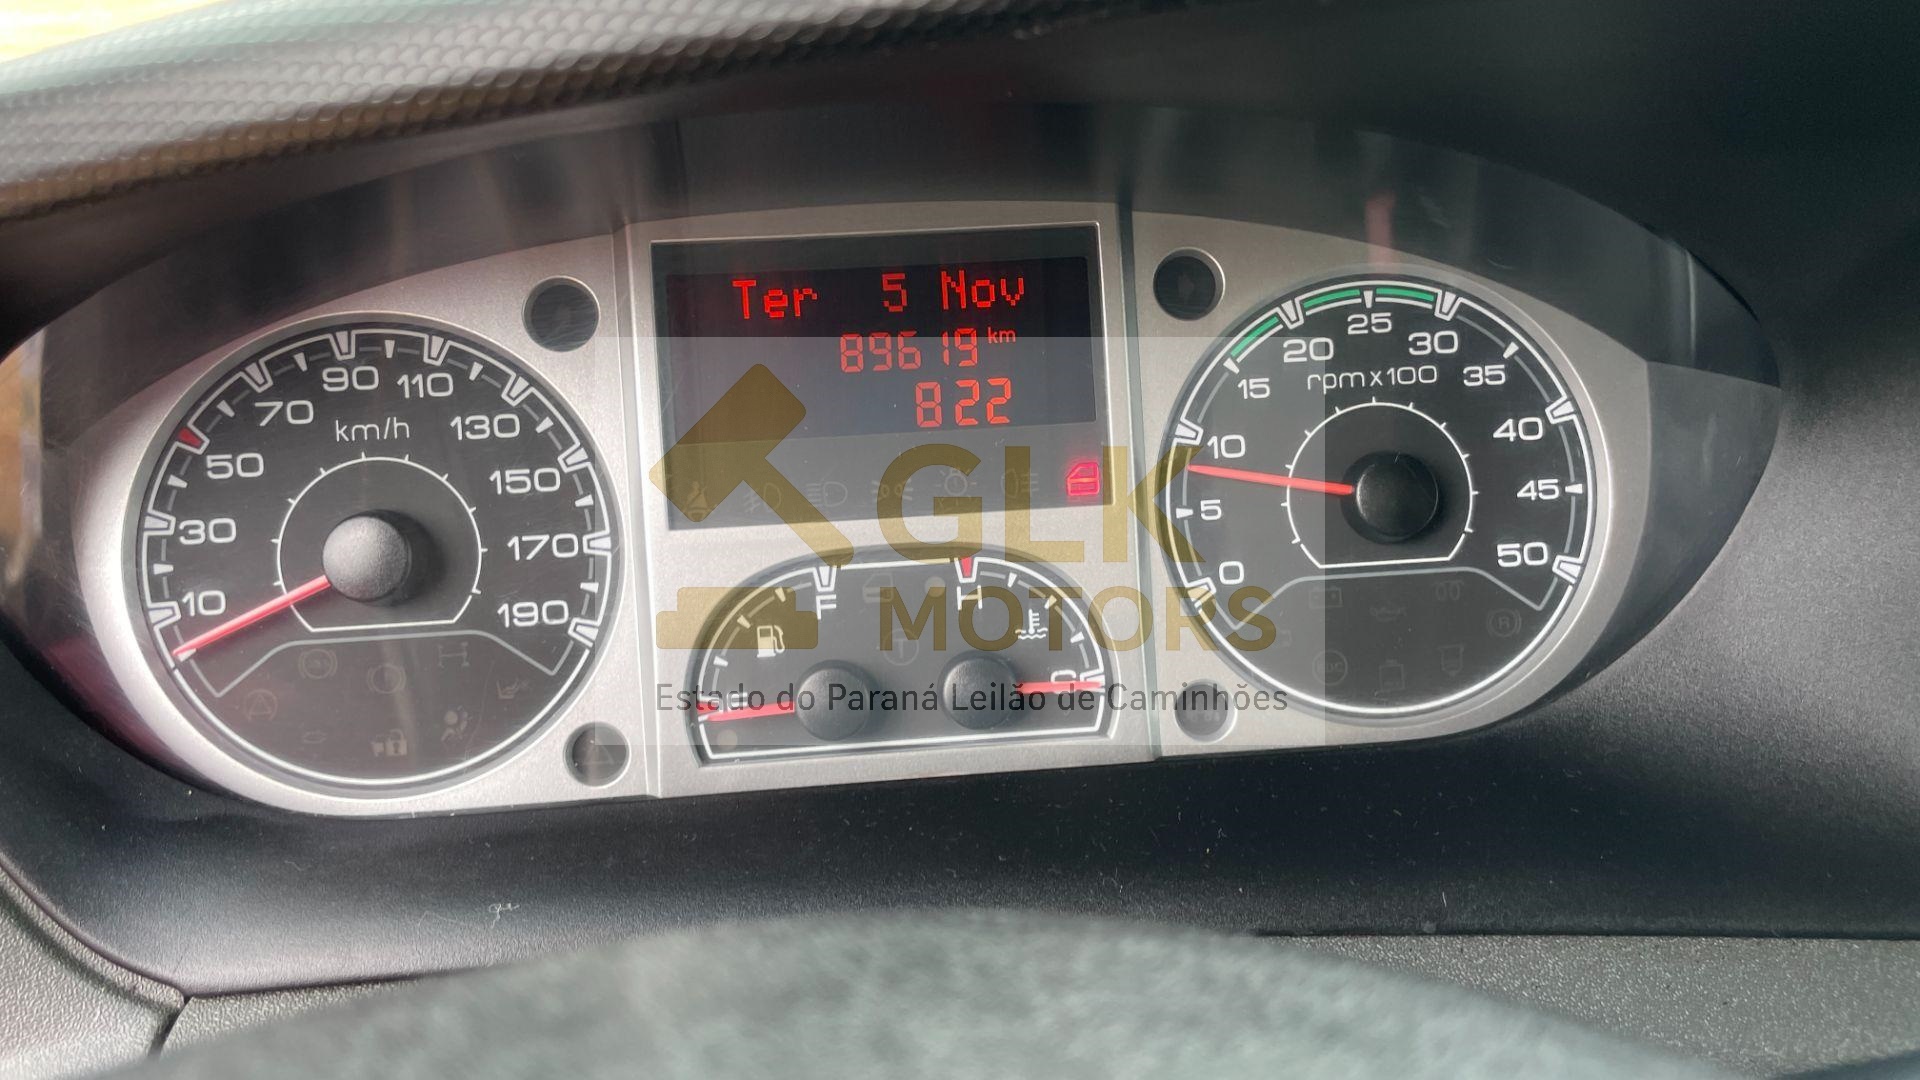 Ter 5 Nov
89619 km
822
10 30 50 70 90 110 130 150 170 190
km/h
0 5 10 15 20 25 30 35 40 45 50
rpm x 100
F H
E C
GLK
MOTORS
Estado do Paraná Leilão de Caminhões